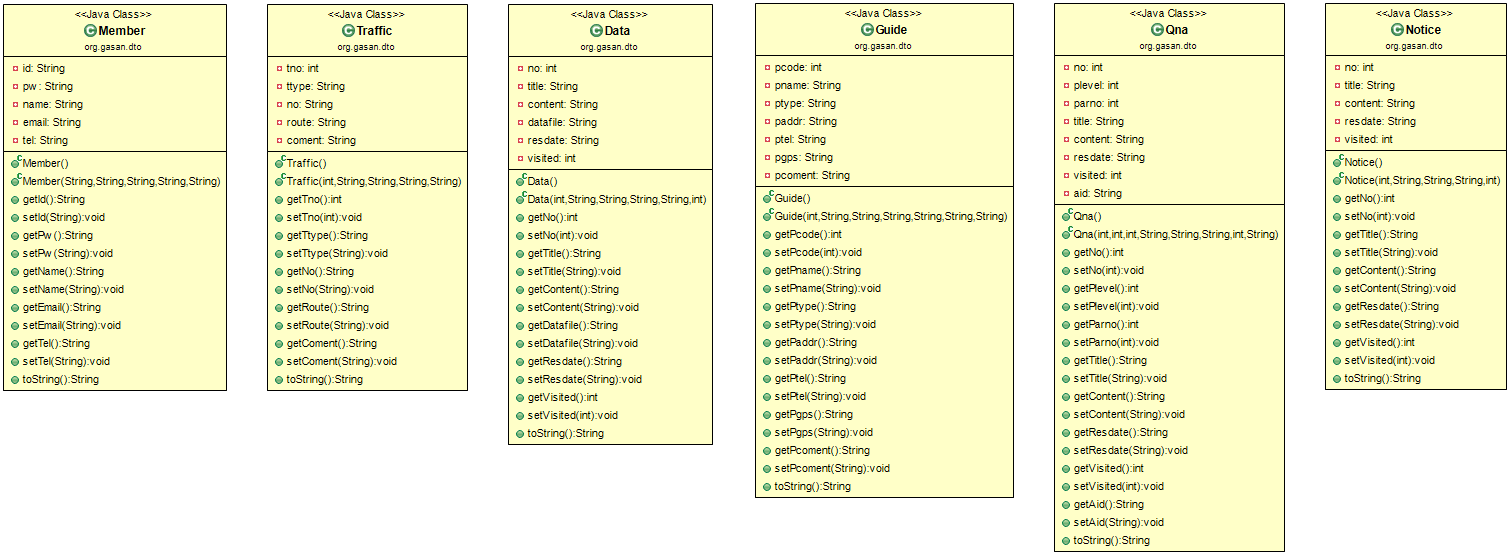 <<Java Class>>
Member
org.gasan.dto
id: String
pw: String
name: String
email: String
tel: String
Member()
Member(String,String,String,String,String)
getId():String
setId(String):void
getPw():String
setPw(String):void
getName():String
setName(String):void
getEmail():String
setEmail(String):void
getTel():String
setTel(String):void
toString():String
<<Java Class>>
Traffic
org.gasan.dto
tno: int
ttype: String
no: String
route: String
coment: String
Traffic()
Traffic(int,String,String,String,String)
getTno():int
setTno(int):void
getTtype():String
setTtype(String):void
getNo():String
setNo(String):void
getRoute():String
setRoute(String):void
getComent():String
setComent(String):void
toString():String
<<Java Class>>
Data
org.gasan.dto
no: int
title: String
content: String
datafile: String
resdate: String
visited: int
Data()
Data(int,String,String,String,String,int)
getNo():int
setNo(int):void
getTitle():String
setTitle(String):void
getContent():String
setContent(String):void
getDatafile():String
setDatafile(String):void
getResdate():String
setResdate(String):void
getVisited():int
setVisited(int):void
toString():String
<<Java Class>>
Guide
org.gasan.dto
pcode: int
pname: String
ptype: String
paddr: String
ptel: String
pgps: String
pcoment: String
Guide()
Guide(int,String,String,String,String,String,String)
getPcode():int
setPcode(int):void
getPname():String
setPname(String):void
getPtype():String
setPtype(String):void
getPaddr():String
setPaddr(String):void
getPtel():String
setPtel(String):void
getPgps():String
setPgps(String):void
getPcoment():String
setPcoment(String):void
toString():String
<<Java Class>>
Qna
org.gasan.dto
no: int
plevel: int
parno: int
title: String
content: String
resdate: String
visited: int
aid: String
Qna()
Qna(int,int,int,String,String,String,int,String)
getNo():int
setNo(int):void
getPlevel():int
setPlevel(int):void
getParno():int
setParno(int):void
getTitle():String
setTitle(String):void
getContent():String
setContent(String):void
getResdate():String
setResdate(String):void
getVisited():int
setVisited(int):void
getAid():String
setAid(String):void
toString():String
<<Java Class>>
Notice
org.gasan.dto
no: int
title: String
content: String
resdate: String
visited: int
Notice()
Notice(int,String,String,String,int)
getNo():int
setNo(int):void
getTitle():String
setTitle(String):void
getContent():String
setContent(String):void
getResdate():String
setResdate(String):void
getVisited():int
setVisited(int):void
toString():String